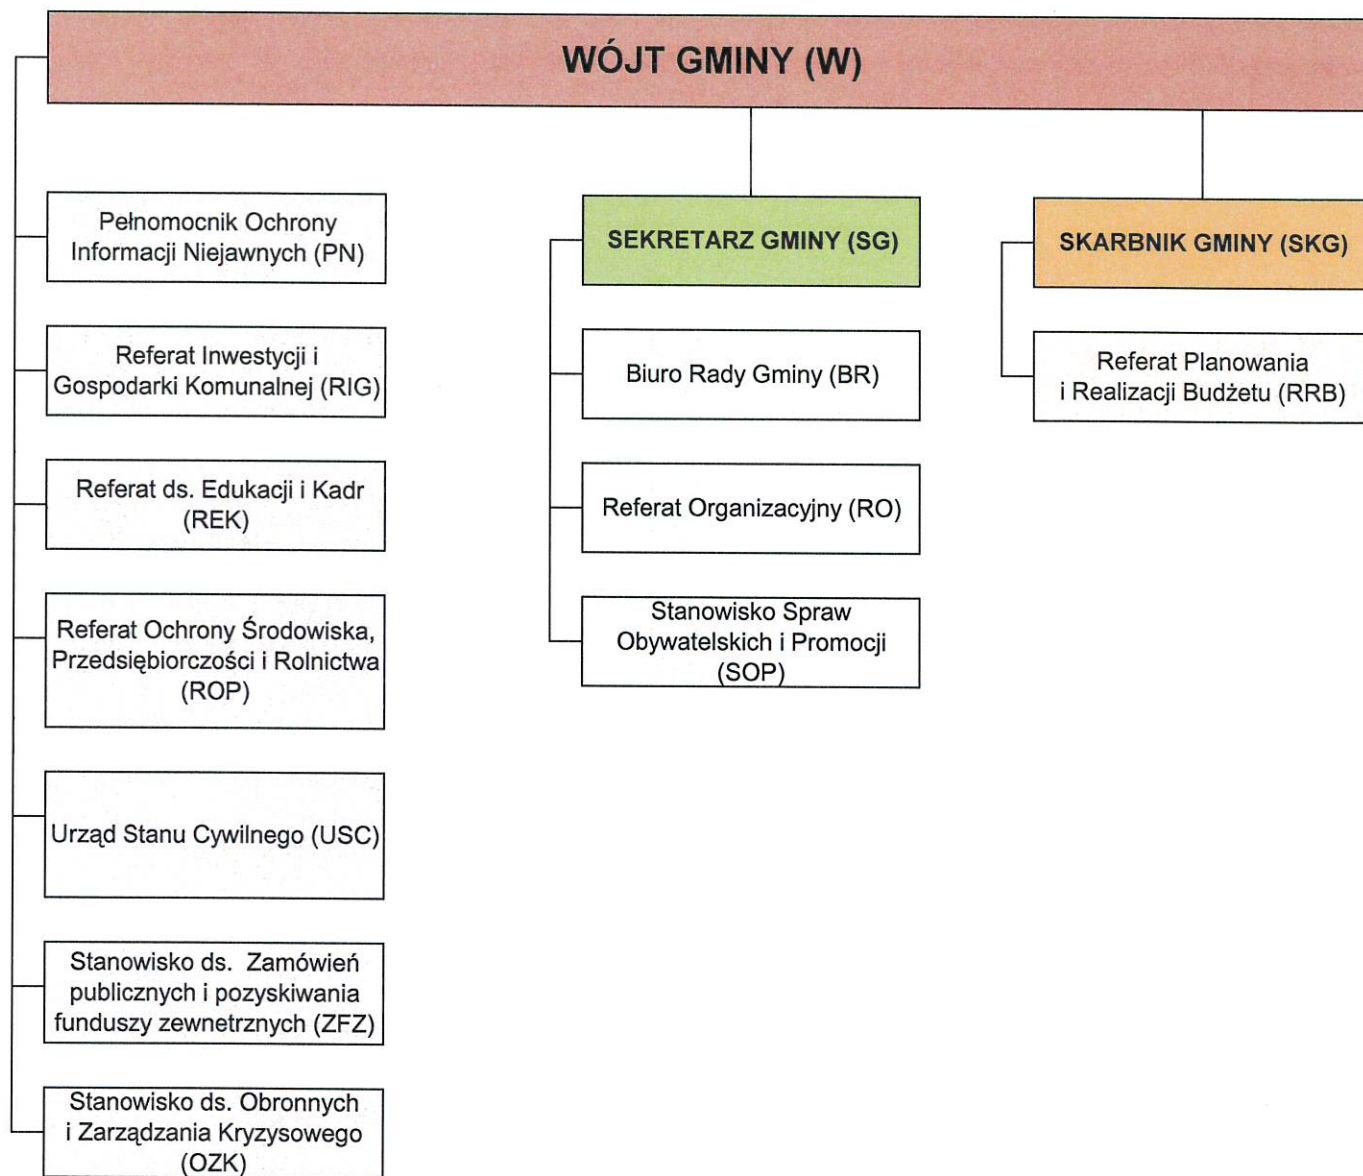 WÓJT GMINY (W)
Pełnomocnik Ochrony
Informacji Niejawnych (PN)
Referat Inwestycji i
Gospodarki Komunalnej (RIG)
Referat ds. Edukacji i Kadr
(REK)
Referat Ochrony Środowiska,
Przedsiębiorczości i Rolnictwa
(ROP)
Urząd Stanu Cywilnego (USC)
Stanowisko ds. Zamówień
publicznych i pozyskiwania
funduszy zewnetrznych (ZFZ)
Stanowisko ds. Obronnych
i Zarządzania Kryzysowego
(OZK)
SEKRETARZ GMINY (SG)
Biuro Rady Gminy (BR)
Referat Organizacyjny (RO)
Stanowisko Spraw
Obywatelskich i Promocji
(SOP)
SKARBNIK GMINY (SKG)
Referat Planowania
i Realizacji Budżetu (RRB)